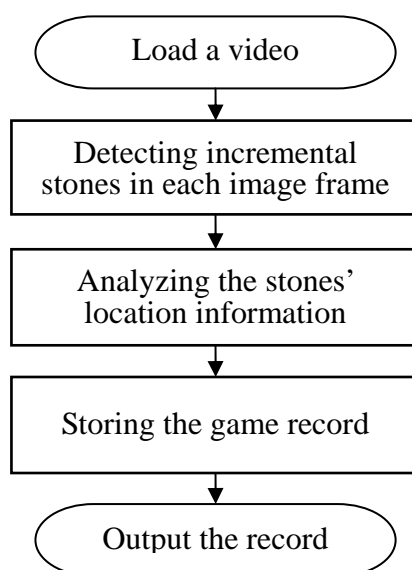 Load a video
Detecting incremental
stones in each image frame
Analyzing the stones’
location information
Storing the game record
Output the record